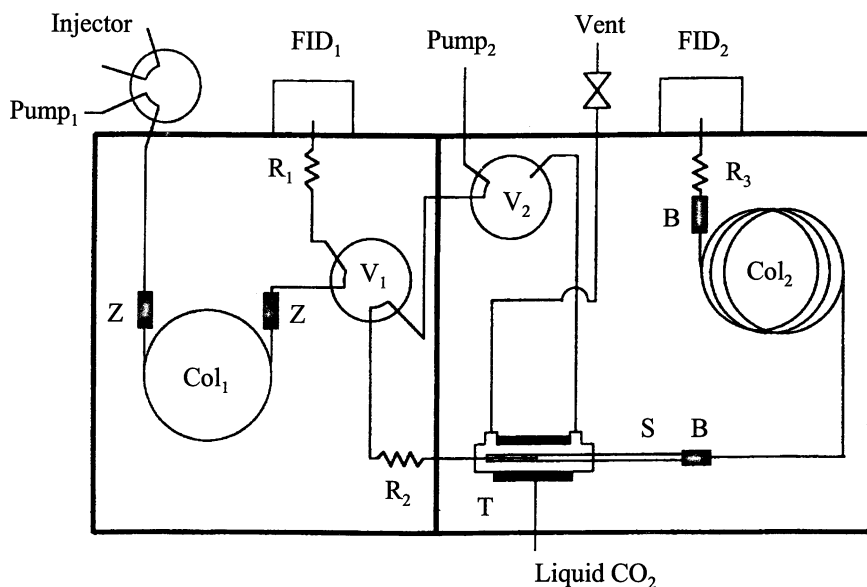 Injector
FID₁
Pump₂
Vent
FID₂
Pump₁
R₁
V₂
R₃
B
V₁
Col₂
Z
Z
Col₁
S
B
R₂
T
Liquid CO₂